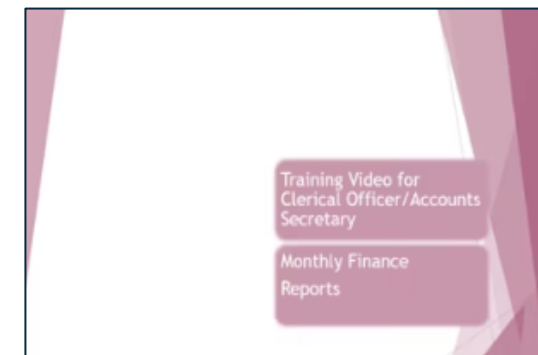 Training Video for
Clerical Officer/Accounts
Secretary
Monthly Finance
Reports